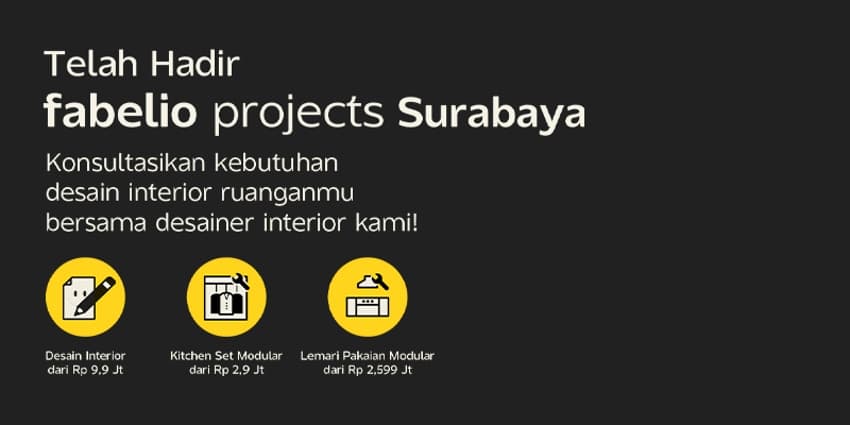 Telah Hadir
fabelio projects Surabaya
Konsultasikan kebutuhan
desain interior ruanganmu
bersama desainer interior kami!
Desain Interior
dari Rp 9,9 Jt
Kitchen Set Modular
dari Rp 2,9 Jt
Lemari Pakaian Modular
dari Rp 2,599 Jt